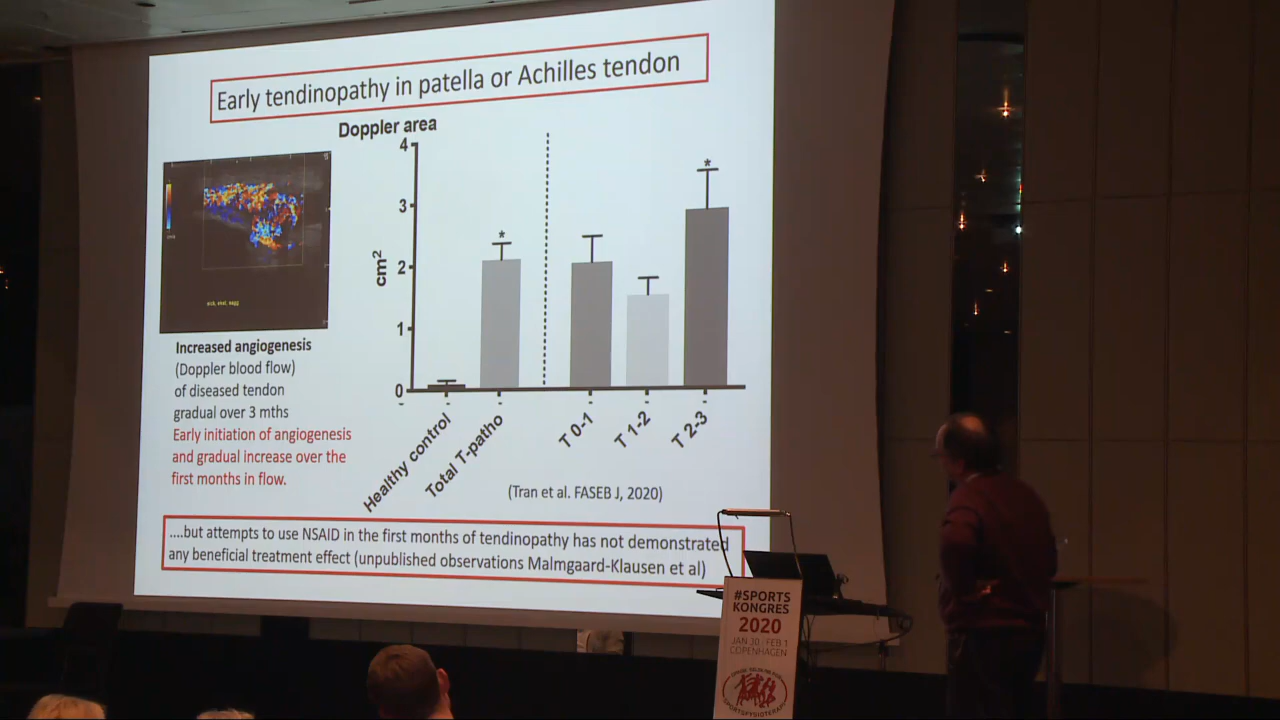 Early tendinopathy in patella or Achilles tendon
Doppler area
4
3
2
1
0
cm²
*
*
Healthy control
Total T-patho
T 0-1
T 1-2
T 2-3
Increased angiogenesis
(Doppler blood flow)
of diseased tendon
gradual over 3 mths
Early initiation of angiogenesis
and gradual increase over the
first months in flow.
(Tran et al. FASEB J, 2020)
....but attempts to use NSAID in the first months of tendinopathy has not demonstrated
any beneficial treatment effect (unpublished observations Malmgaard-Klausen et al)
#SPORTS
KONGRES
2020
JAN 30 / FEB 1
COPENHAGEN